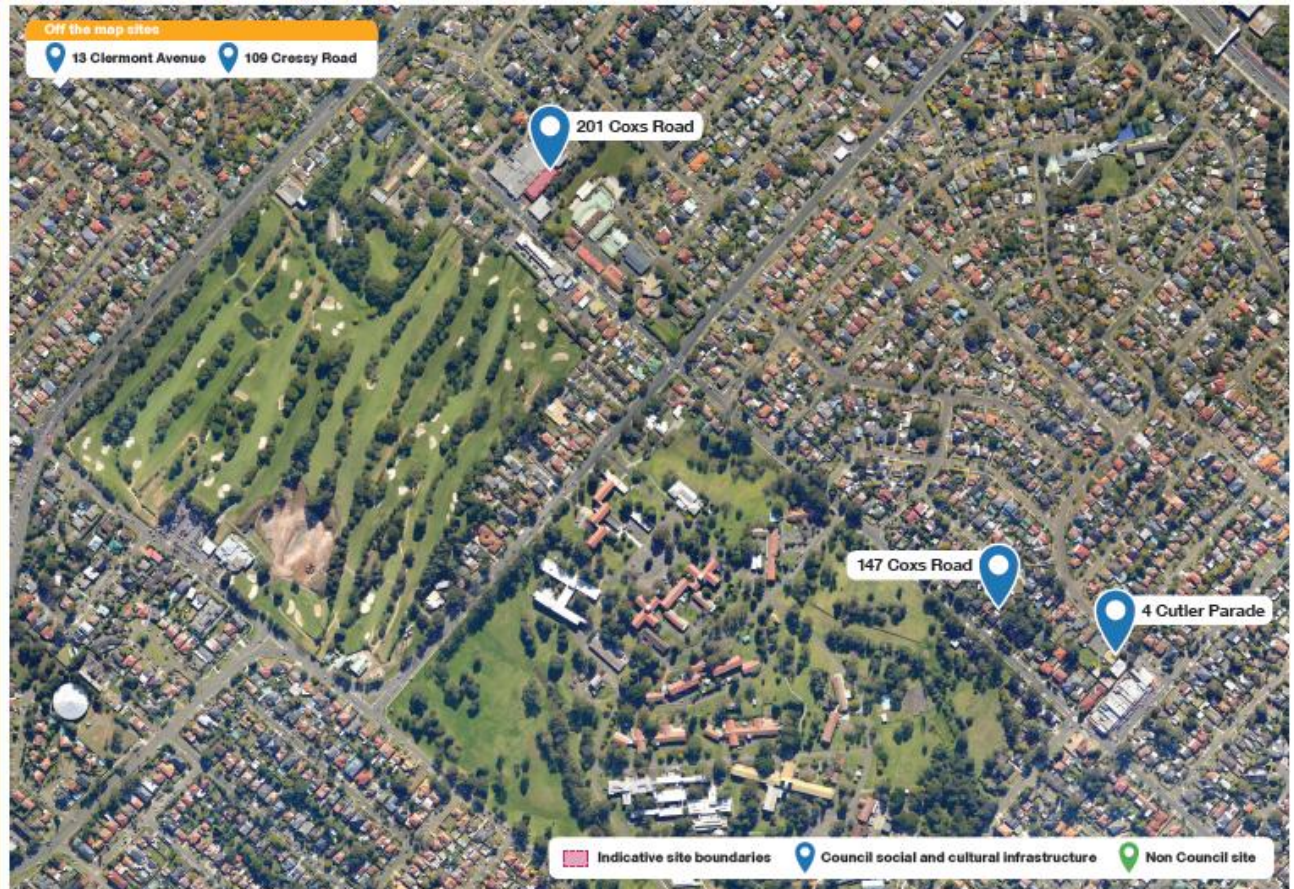 Off the map sites
13 Clermont Avenue 109 Cressy Road
201 Coxs Road
147 Coxs Road
4 Cutler Parade
Indicative site boundaries Council social and cultural infrastructure Non Council site